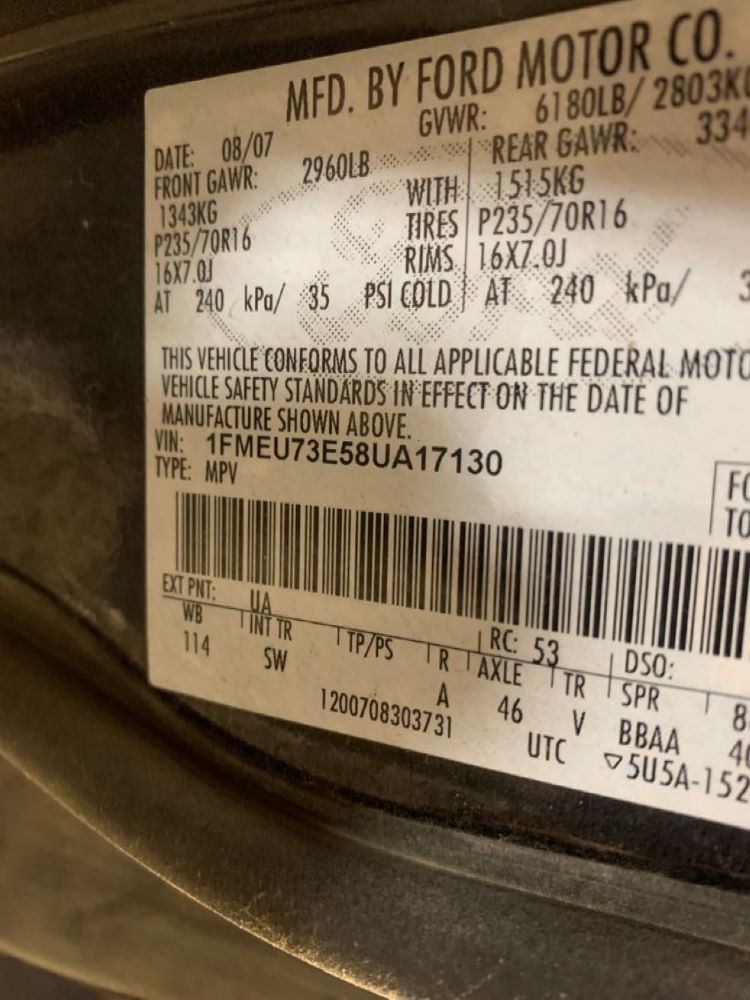 MFD. BY FORD MOTOR CO.
DATE: 08/07 GVWR: 6180LB/ 2803KG
FRONT GAWR: 2960LB REAR GAWR: 334
1343KG WITH 1515KG
P235/70R16 TIRES P235/70R16
16X7.0J RIMS 16X7.0J
AT 240 kPa/ 35 PSI COLD AT 240 kPa/ 3
THIS VEHICLE CONFORMS TO ALL APPLICABLE FEDERAL MOTO
VEHICLE SAFETY STANDARDS IN EFFECT ON THE DATE OF
MANUFACTURE SHOWN ABOVE.
VIN: 1FMEU73E58UA17130
TYPE: MPV
FO
TO
EXT PNT: UA RC: 53 DSO:
WB INT TR TP/PS R AXLE TR SPR
114 SW A 46 V BBAA
1200708303731 UTC ▽5U5A-152